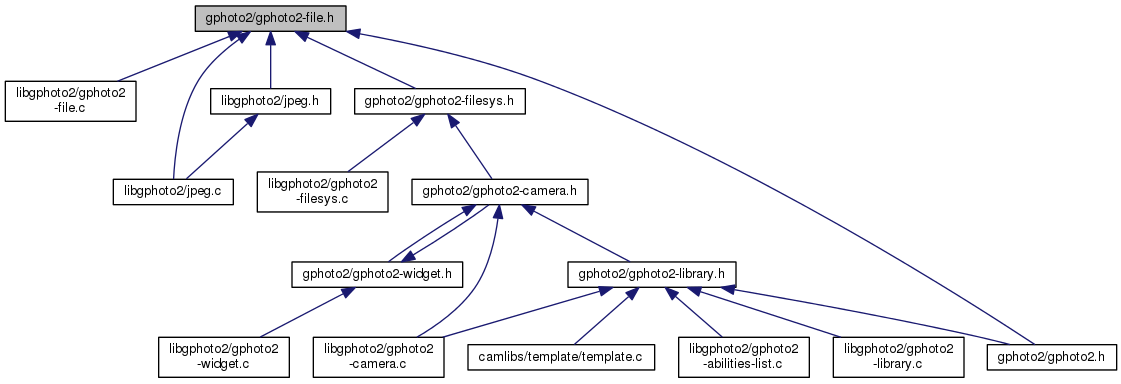 gphoto2/gphoto2-file.h
libgphoto2/gphoto2
-file.c
libgphoto2/jpeg.h
gphoto2/gphoto2-filesys.h
libgphoto2/jpeg.c
libgphoto2/gphoto2
-filesys.c
gphoto2/gphoto2-camera.h
gphoto2/gphoto2-widget.h
gphoto2/gphoto2-library.h
libgphoto2/gphoto2
-widget.c
libgphoto2/gphoto2
-camera.c
camlibs/template/template.c
libgphoto2/gphoto2
-abilities-list.c
libgphoto2/gphoto2
-library.c
gphoto2/gphoto2.h